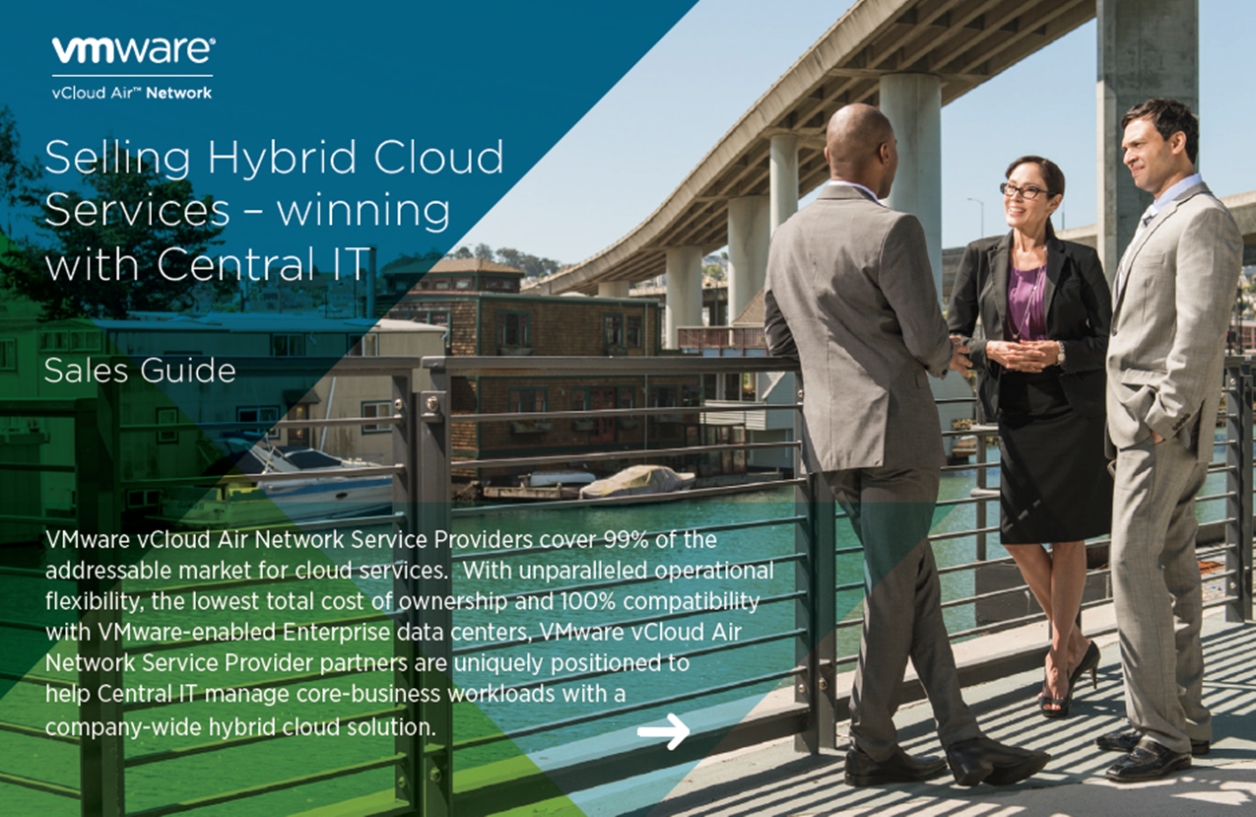 vmware®
vCloud Air™ Network
Selling Hybrid Cloud
Services – winning
with Central IT
Sales Guide
VMware vCloud Air Network Service Providers cover 99% of the
addressable market for cloud services.  With unparalleled operational
flexibility, the lowest total cost of ownership and 100% compatibility
with VMware-enabled Enterprise data centers, VMware vCloud Air
Network Service Provider partners are uniquely positioned to
help Central IT manage core-business workloads with a
company-wide hybrid cloud solution.